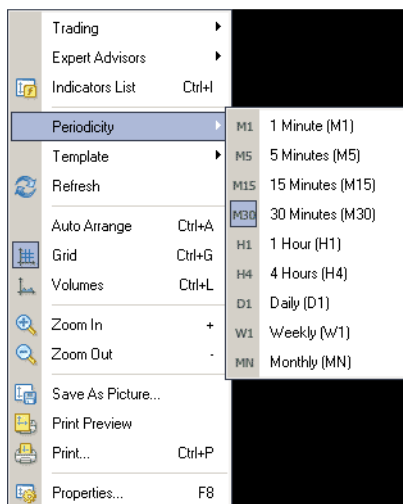 Trading
Expert Advisors
Indicators List Ctrl+I
Periodicity
Template
Refresh
Auto Arrange Ctrl+A
Grid Ctrl+G
Volumes Ctrl+L
Zoom In +
Zoom Out -
Save As Picture...
Print Preview
Print... Ctrl+P
Properties... F8
M1 1 Minute (M1)
M5 5 Minutes (M5)
M15 15 Minutes (M15)
M30 30 Minutes (M30)
H1 1 Hour (H1)
H4 4 Hours (H4)
D1 Daily (D1)
W1 Weekly (W1)
MN Monthly (MN)